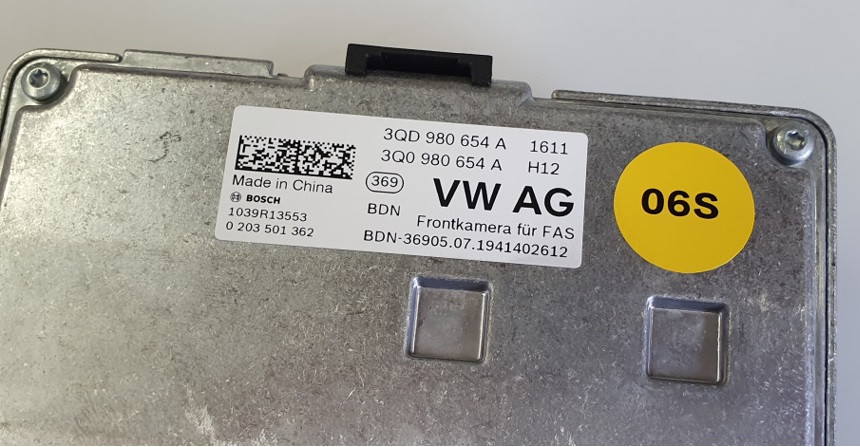 3QD 980 654 A 1611
3Q0 980 654 A H12
Made in China
369
VW AG
BOSCH
BDN
Frontkamera für FAS
1039R13553
0 203 501 362
BDN-36905.07.1941402612
06S